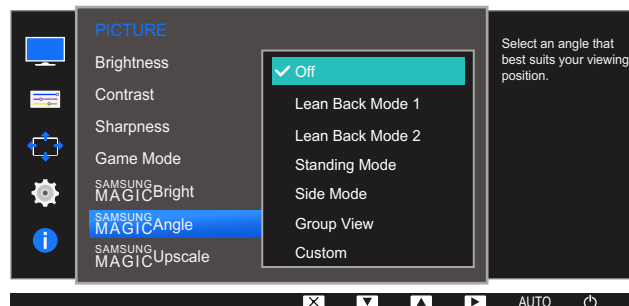 PICTURE
Brightness
Contrast
Sharpness
Game Mode
SAMSUNG
MAGICBright
SAMSUNG
MAGICAngle
SAMSUNG
MAGICUpscale
Off
Lean Back Mode 1
Lean Back Mode 2
Standing Mode
Side Mode
Group View
Custom
Select an angle that
best suits your viewing
position.
AUTO